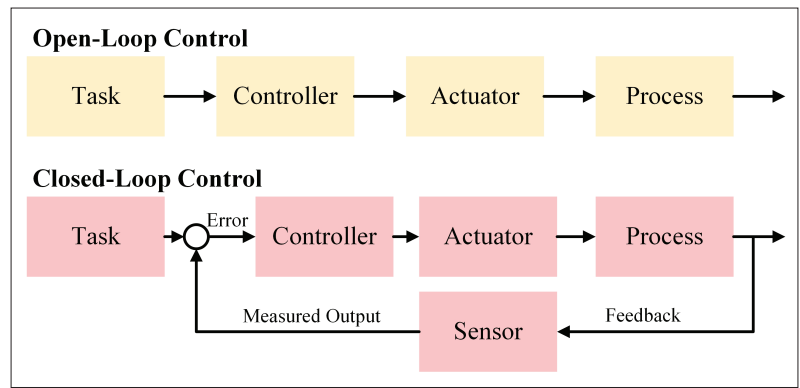 Open-Loop Control
Task
Controller
Actuator
Process
Closed-Loop Control
Task
Error
Controller
Actuator
Process
Measured Output
Sensor
Feedback